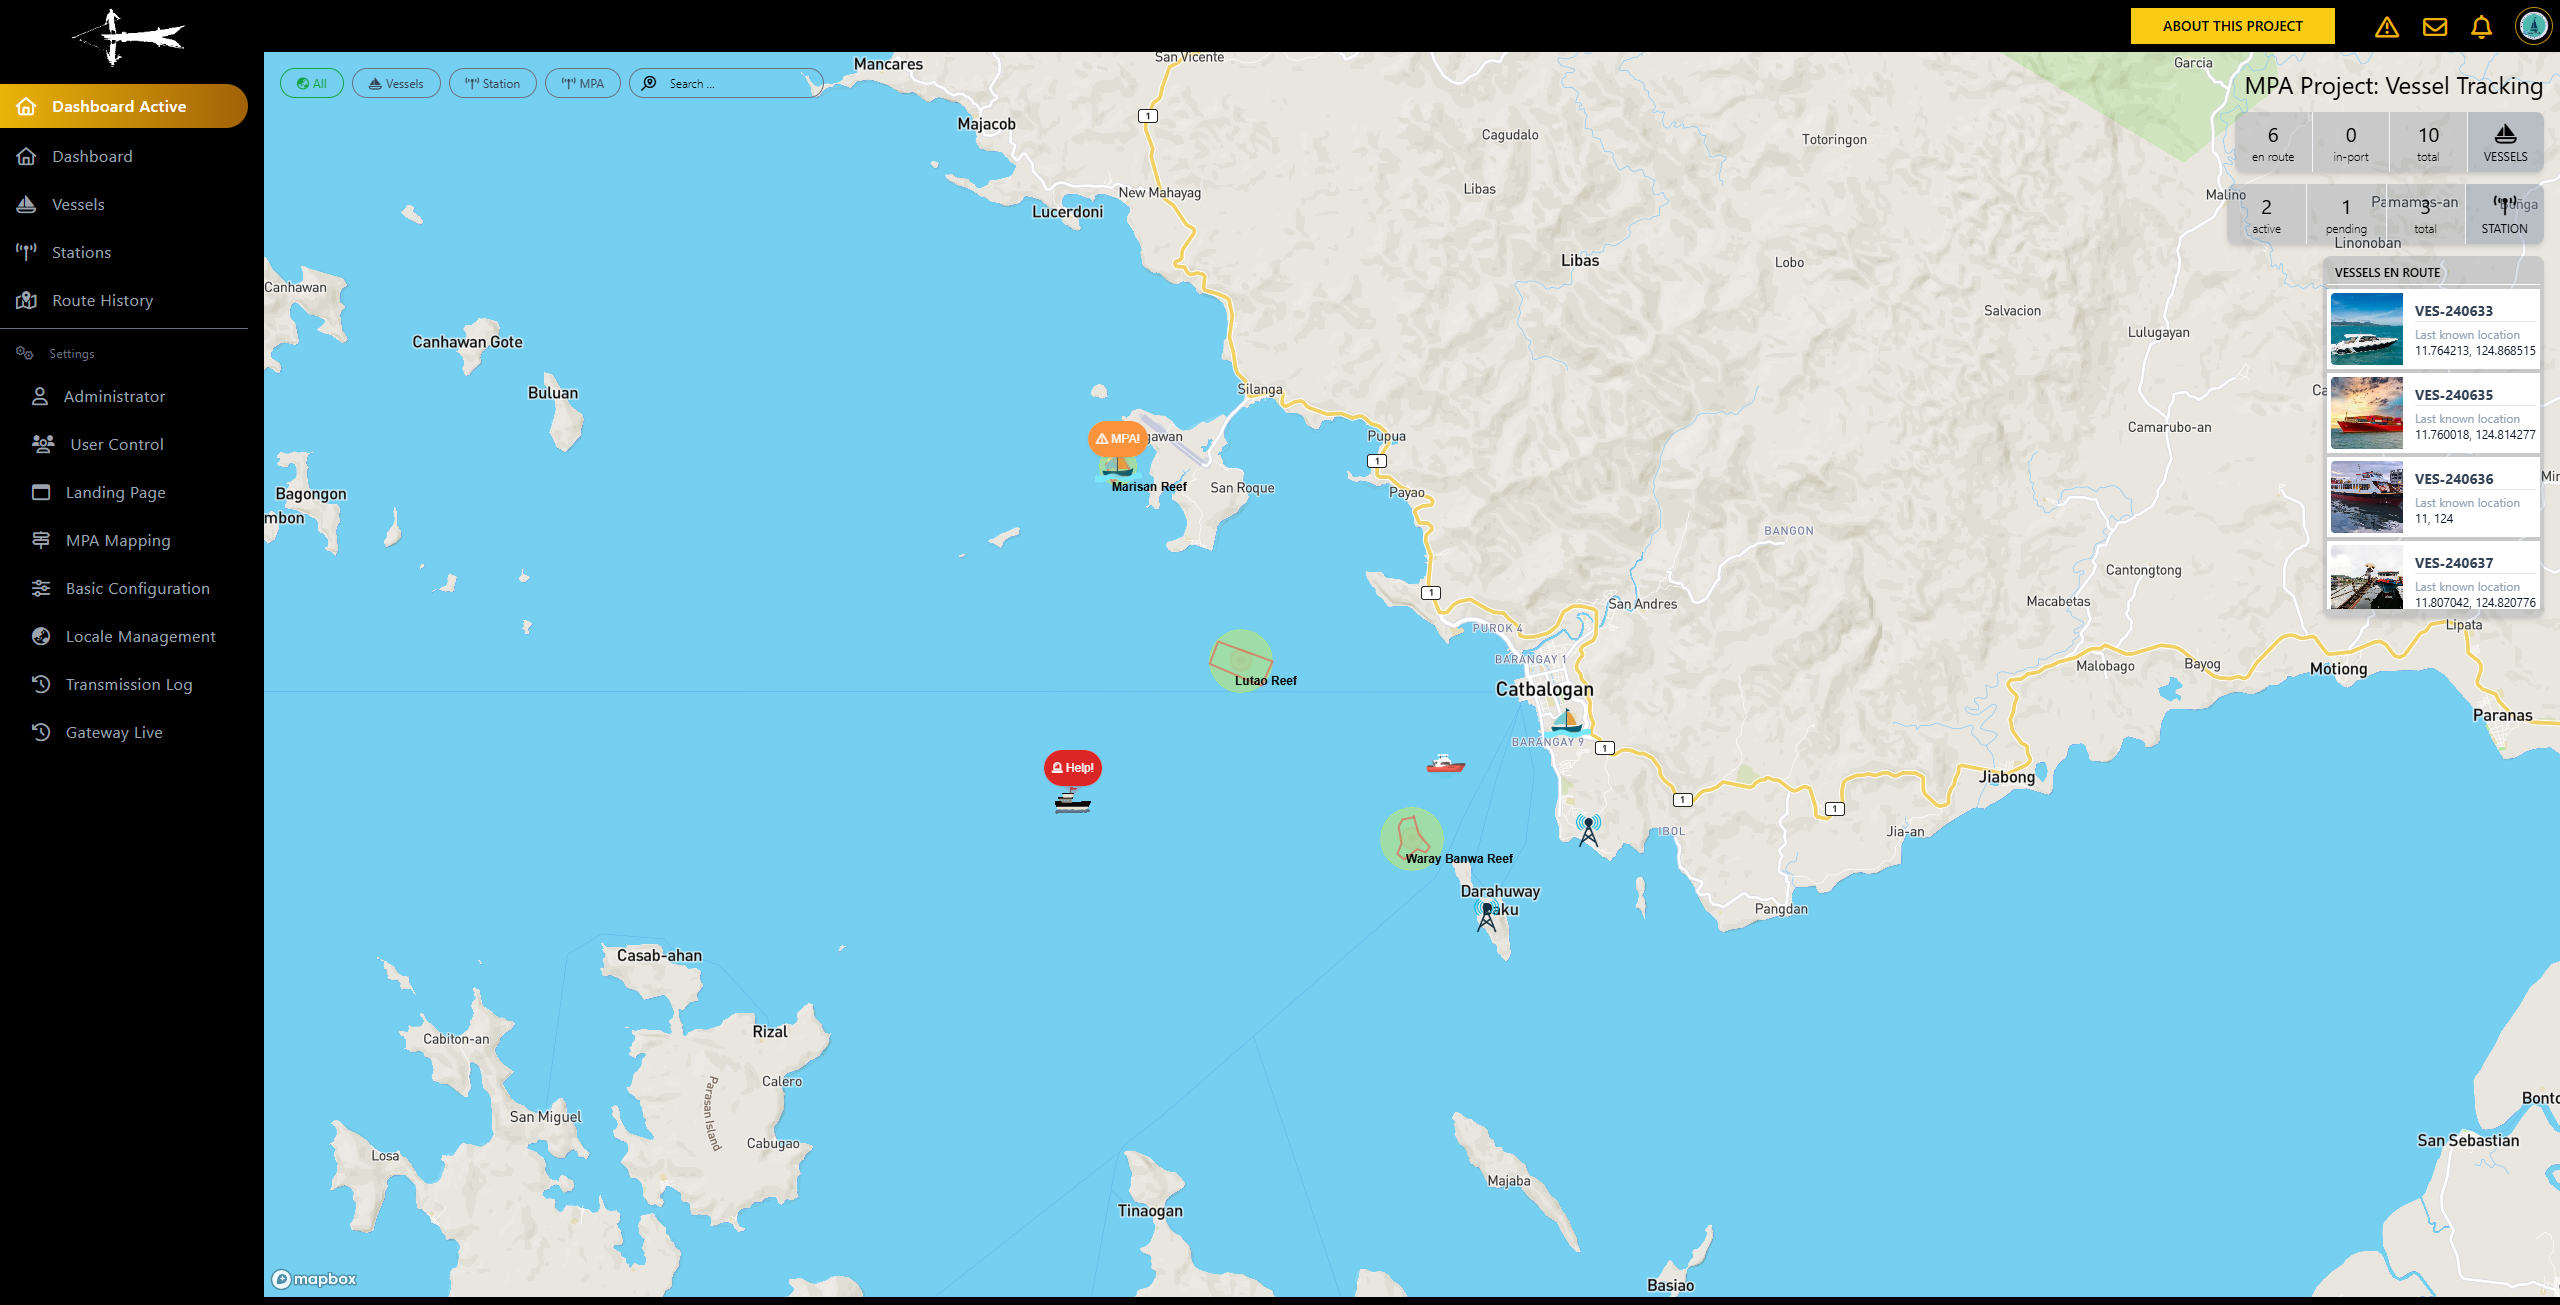 ABOUT THIS PROJECT
Dashboard Active
Dashboard
Vessels
Stations
Route History
Settings
Administrator
User Control
Landing Page
MPA Mapping
Basic Configuration
Locale Management
Transmission Log
Gateway Live
All
Vessels
Station
MPA
Search ...
MPA Project: Vessel Tracking
6
en route
0
in-port
10
total
VESSELS
2
active
1
pending
3
total
STATION
VESSELS EN ROUTE
VES-240633
Last known location
11.764213, 124.868515
VES-240635
Last known location
11.760018, 124.814277
VES-240636
Last known location
11, 124
VES-240637
Last known location
11.807042, 124.820776
Mancares
San Vicente
Garcia
Majacob
1
Cagudalo
Totoringon
New Mahayag
Libas
Malino
Pamamas-an
Lucerdoni
Linonoban
Libas
Lobo
Canhawan
Salvacion
Lulugayan
Canhawan Gote
Buluan
Silanga
Camarubo-an
MPA!
gawan
Pupua
1
Marisan Reef
San Roque
Payao
Bagongon
mbon
BANGON
Cantongtong
1
San Andres
Macabetas
PUROK 4
Lipata
BARANGAY 1
Malobago
Bayog
Motiong
Lutao Reef
Catbalogan
Paranas
BARANGAY 9
1
Help!
Jiabong
1
1
IBOL
Jia-an
Waray Banwa Reef
Darahuway
Daku
Pangdan
Casab-ahan
Rizal
Cabiton-an
Calero
Parasan Island
San Miguel
Cabugao
Losa
Bonto
San Sebastian
Majaba
Tinaogan
Basiao
mapbox